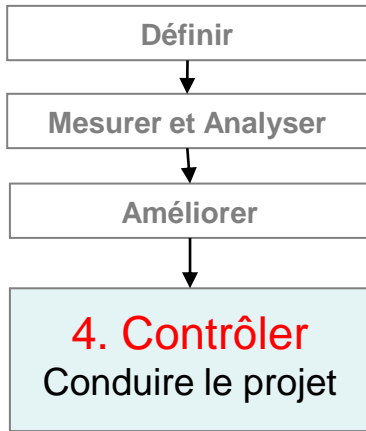 Définir
Mesurer et Analyser
Améliorer
4. Contrôler
Conduire le projet